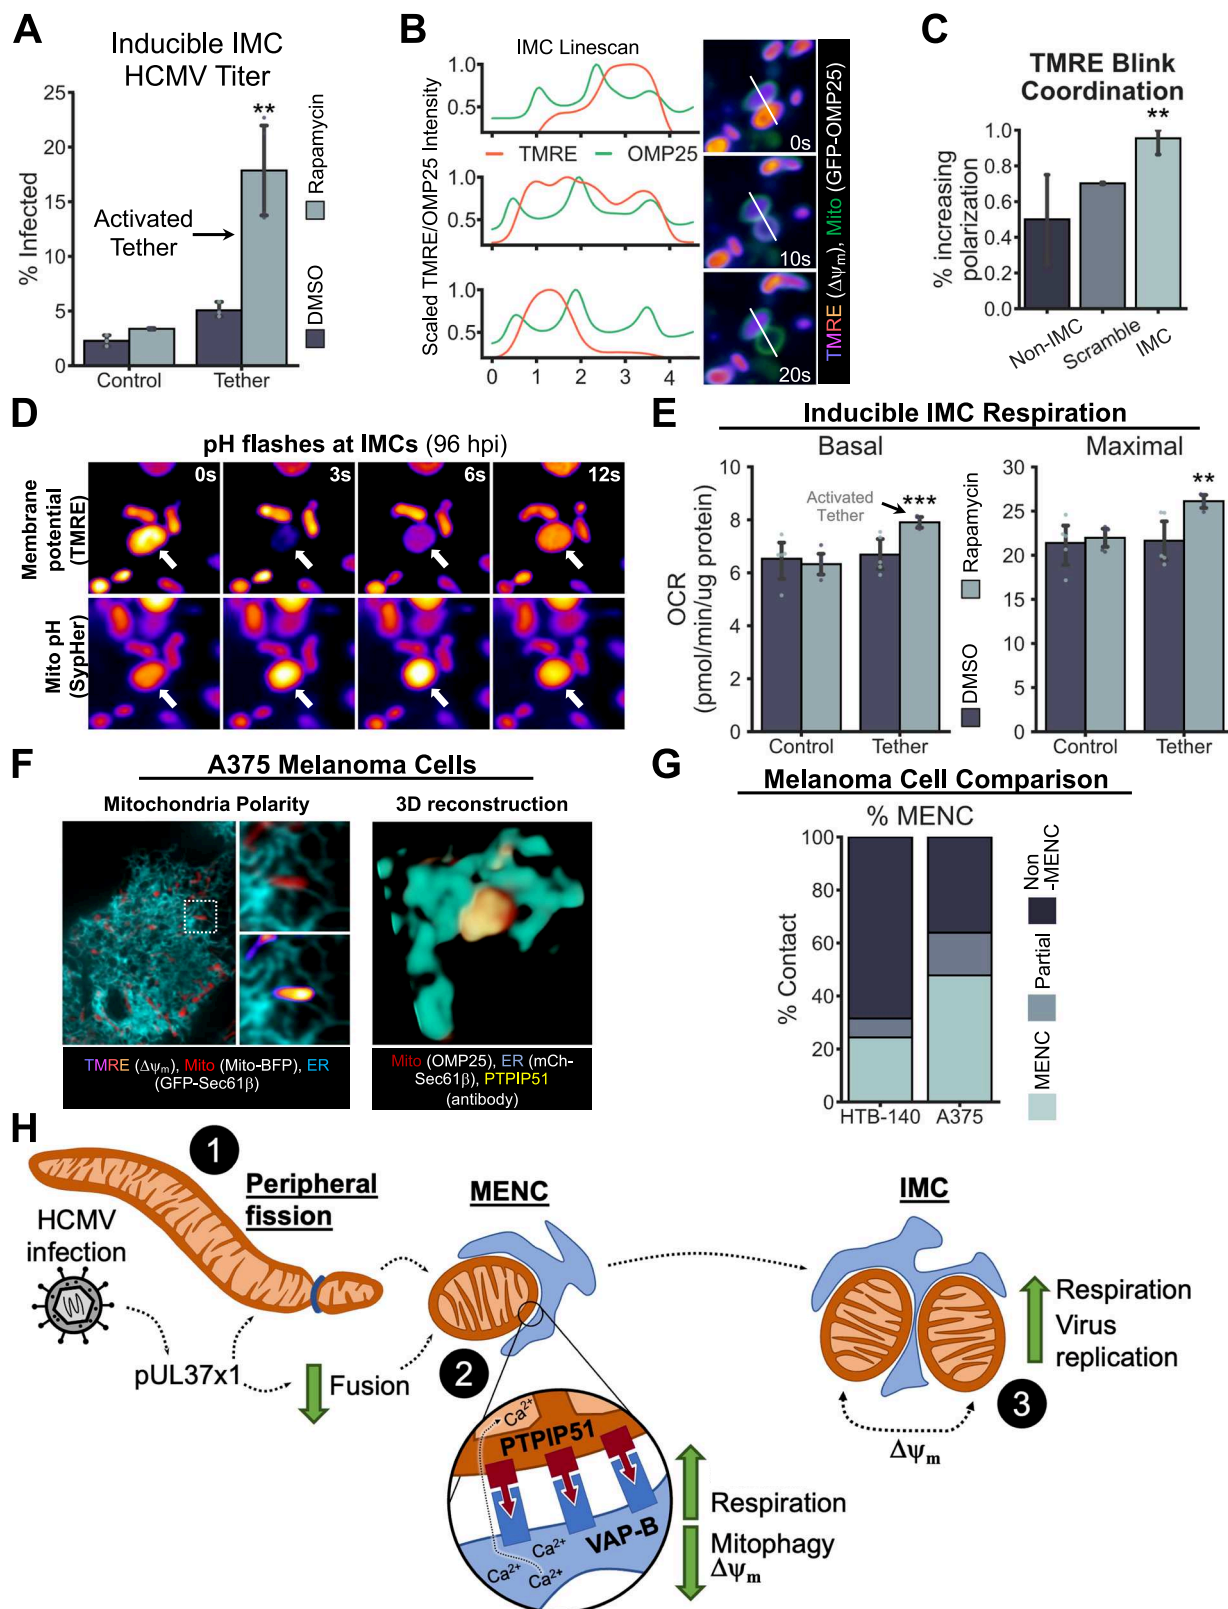 A
Inducible IMC
HCMV Titer
% Infected
25
20
15
10
5
0
**
Activated
Tether
Control
Tether
Rapamycin
DMSO
B
IMC Linescan
Scaled TMRE/OMP25 Intensity
1.0
0.5
TMRE
OMP25
1.0
0.5
1.0
0.5
0 1 2 3 4
0s
10s
20s
TMRE (Δψm), Mito (GFP-OMP25)
C
TMRE Blink
Coordination
**
% increasing
polarization
1.0
0.8
0.6
0.4
0.2
0.0
Non-IMC
Scramble
IMC
D
pH flashes at IMCs (96 hpi)
0s
3s
6s
12s
Membrane
potential
(TMRE)
Mito pH
(SypHer)
E
Inducible IMC Respiration
Basal
Maximal
OCR
(pmol/min/ug protein)
10
8
6
4
2
0
Activated
Tether
***
Control
Tether
Rapamycin
DMSO
30
25
20
15
10
5
0
**
Control
Tether
Rapamycin
F
A375 Melanoma Cells
Mitochondria Polarity
3D reconstruction
TMRE (Δψm), Mito (Mito-BFP), ER
(GFP-Sec61β)
Mito (OMP25), ER (mCh-
Sec61β), PTPIP51
(antibody)
G
Melanoma Cell Comparison
% MENC
% Contact
100
80
60
40
20
0
HTB-140
A375
Non
-MENC
Partial
MENC
H
1
Peripheral
fission
HCMV
infection
pUL37x1
Fusion
MENC
2
Ca2+
PTPIP51
VAP-B
Ca2+
Ca2+
Ca2+
Respiration
Mitophagy
Δψm
IMC
Respiration
Virus
replication
3
Δψm